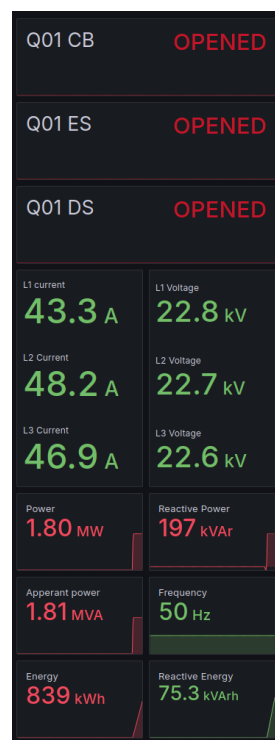 Q01 CB OPENED
Q01 ES OPENED
Q01 DS OPENED
L1 current
43.3 A
L1 Voltage
22.8 kV
L2 Current
48.2 A
L2 Voltage
22.7 kV
L3 Current
46.9 A
L3 Voltage
22.6 kV
Power
1.80 MW
Reactive Power
197 kVAr
Apperant power
1.81 MVA
Frequency
50 Hz
Energy
839 kWh
Reactive Energy
75.3 kVArh